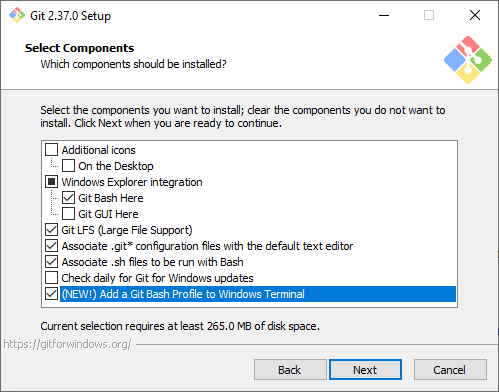 Git 2.37.0 Setup
Select Components
Which components should be installed?
Select the components you want to install; clear the components you do not want to
install. Click Next when you are ready to continue.
Additional icons
On the Desktop
Windows Explorer integration
Git Bash Here
Git GUI Here
Git LFS (Large File Support)
Associate .git* configuration files with the default text editor
Associate .sh files to be run with Bash
Check daily for Git for Windows updates
(NEW!) Add a Git Bash Profile to Windows Terminal
Current selection requires at least 265.0 MB of disk space.
https://gitforwindows.org/
Back Next Cancel